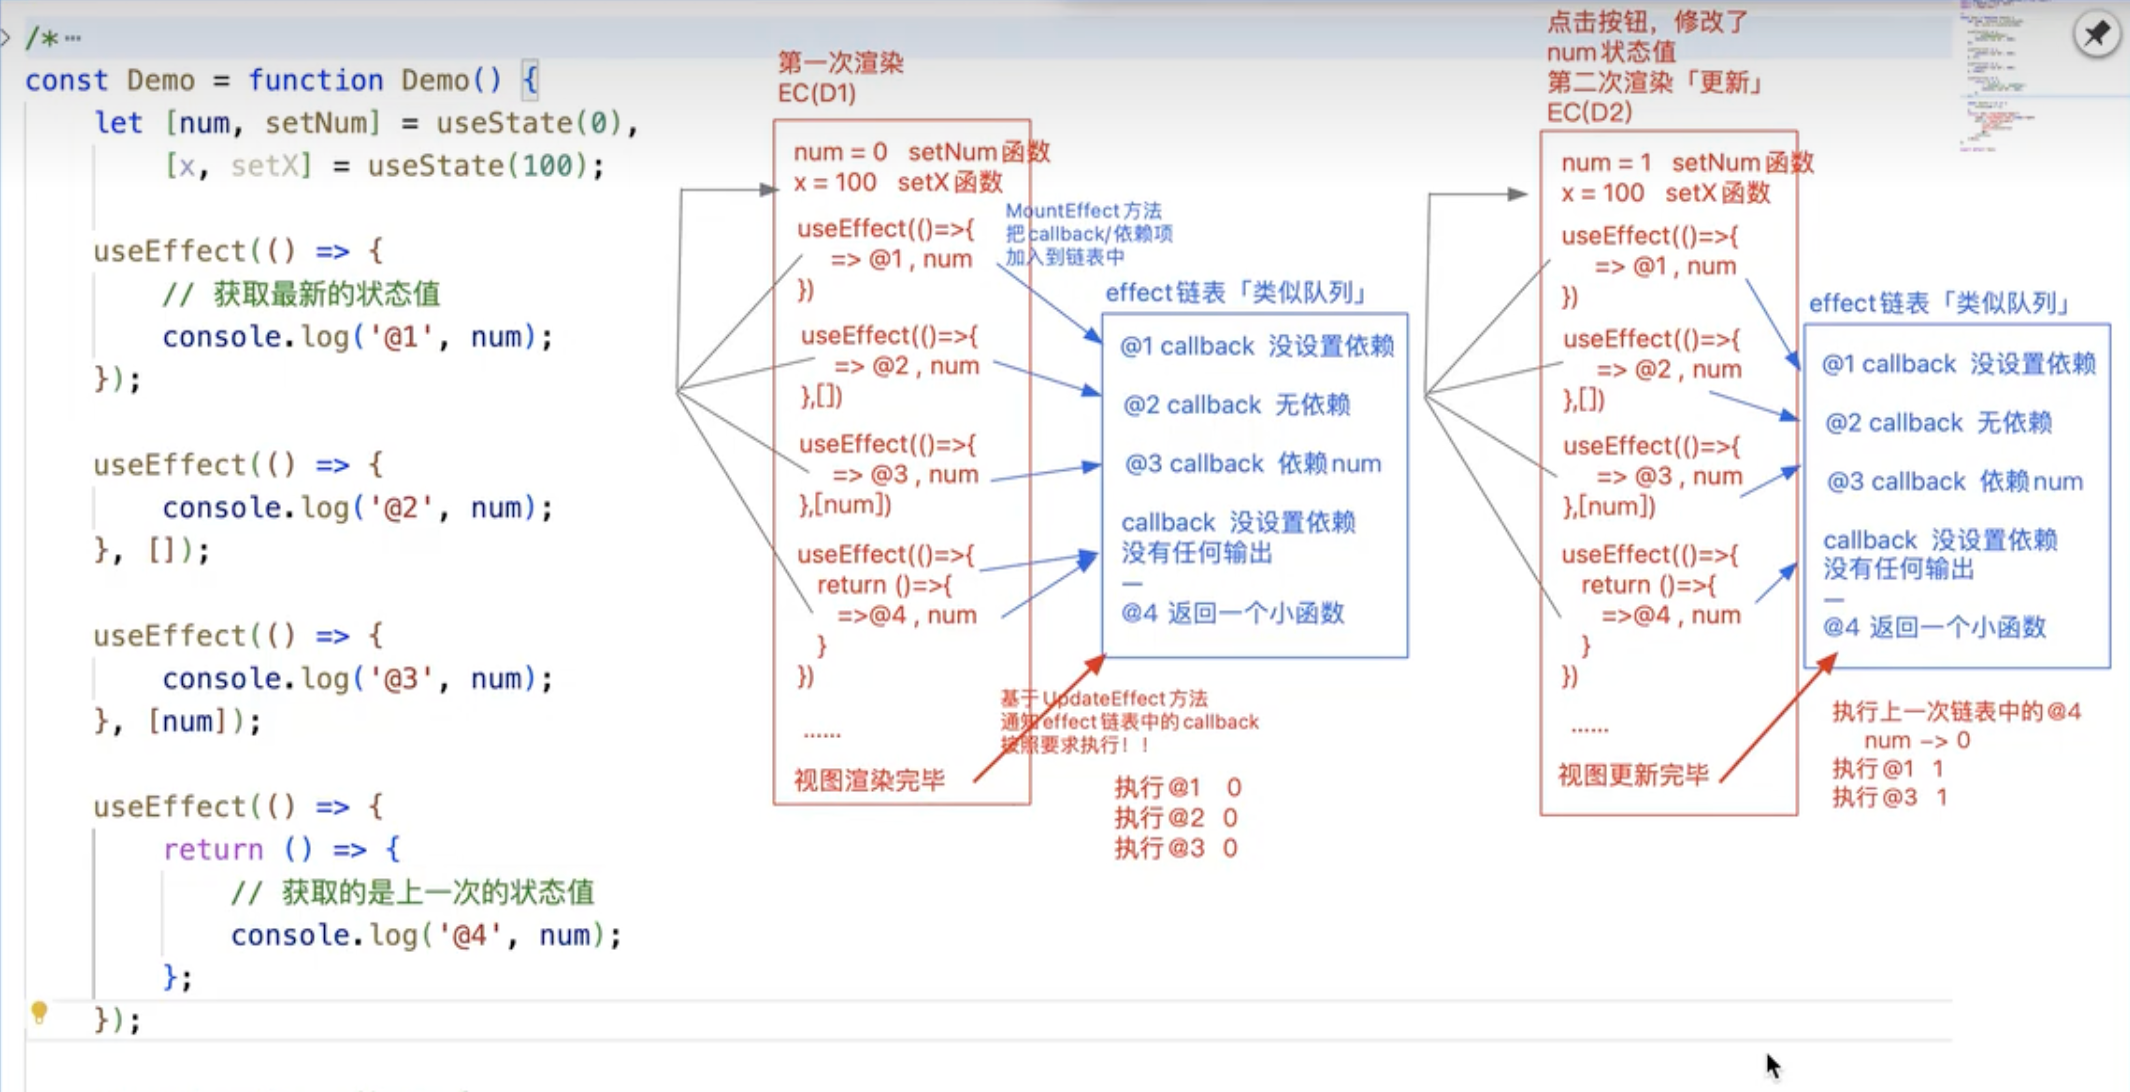 /*…
const Demo = function Demo() {
let [num, setNum] = useState(0),
[x, setX] = useState(100);
useEffect(() => {
// 获取最新的状态值
console.log('@1', num);
});
useEffect(() => {
console.log('@2', num);
}, []);
useEffect(() => {
console.log('@3', num);
}, [num]);
useEffect(() => {
return () => {
// 获取的是上一次的状态值
console.log('@4', num);
};
});
第一次渲染
EC(D1)
num = 0 setNum函数
x = 100 setX函数
useEffect(()=>{
=> @1 , num
})
useEffect(()=>{
=> @2 , num
},[])
useEffect(()=>{
=> @3 , num
},[num])
useEffect(()=>{
return ()=>{
=>@4 , num
}
})
......
视图渲染完毕
MountEffect方法
把callback/依赖项
加入到链表中
effect链表「类似队列」
@1 callback 没设置依赖
@2 callback 无依赖
@3 callback 依赖num
callback 没设置依赖
没有任何输出
—
@4 返回一个小函数
基于UpdateEffect方法
通知effect链表中的callback
按照要求执行！！
执行@1 0
执行@2 0
执行@3 0
点击按钮，修改了
num状态值
第二次渲染「更新」
EC(D2)
num = 1 setNum函数
x = 100 setX函数
useEffect(()=>{
=> @1 , num
})
useEffect(()=>{
=> @2 , num
},[])
useEffect(()=>{
=> @3 , num
},[num])
useEffect(()=>{
return ()=>{
=>@4 , num
}
})
......
视图更新完毕
effect链表「类似队列」
@1 callback 没设置依赖
@2 callback 无依赖
@3 callback 依赖num
callback 没设置依赖
没有任何输出
—
@4 返回一个小函数
执行上一次链表中的@4
num –> 0
执行@1 1
执行@3 1